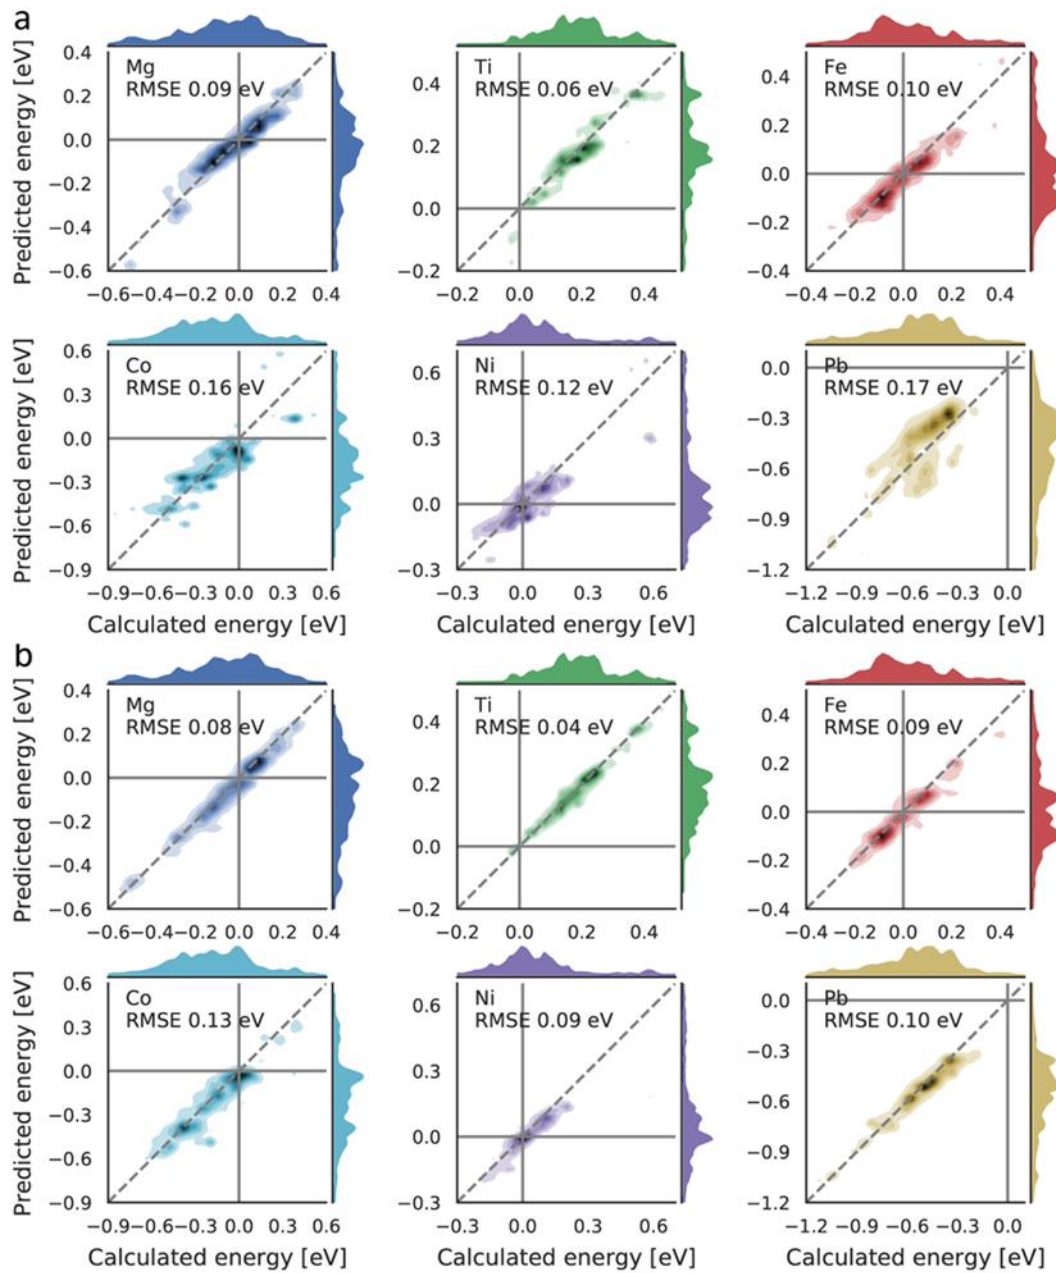 a
Predicted energy [eV]
0.4
0.2
0.0
−0.2
−0.4
−0.6
Mg
RMSE 0.09 eV
−0.6−0.4−0.2 0.0 0.2 0.4
0.4
0.2
0.0
−0.2
Ti
RMSE 0.06 eV
−0.2 0.0 0.2 0.4
0.4
0.2
0.0
−0.2
−0.4
Fe
RMSE 0.10 eV
−0.4−0.2 0.0 0.2 0.4
Predicted energy [eV]
0.6
0.3
0.0
−0.3
−0.6
−0.9
Co
RMSE 0.16 eV
−0.9−0.6−0.3 0.0 0.3 0.6
Calculated energy [eV]
0.6
0.3
0.0
−0.3
Ni
RMSE 0.12 eV
−0.3 0.0 0.3 0.6
Calculated energy [eV]
0.0
−0.3
−0.6
−0.9
−1.2
Pb
RMSE 0.17 eV
−1.2 −0.9−0.6−0.3 0.0
Calculated energy [eV]
b
Predicted energy [eV]
0.4
0.2
0.0
−0.2
−0.4
−0.6
Mg
RMSE 0.08 eV
−0.6−0.4−0.2 0.0 0.2 0.4
0.4
0.2
0.0
−0.2
Ti
RMSE 0.04 eV
−0.2 0.0 0.2 0.4
0.4
0.2
0.0
−0.2
−0.4
Fe
RMSE 0.09 eV
−0.4−0.2 0.0 0.2 0.4
Predicted energy [eV]
0.6
0.3
0.0
−0.3
−0.6
−0.9
Co
RMSE 0.13 eV
−0.9−0.6−0.3 0.0 0.3 0.6
Calculated energy [eV]
0.6
0.3
0.0
−0.3
Ni
RMSE 0.09 eV
−0.3 0.0 0.3 0.6
Calculated energy [eV]
0.0
−0.3
−0.6
−0.9
−1.2
Pb
RMSE 0.10 eV
−1.2 −0.9−0.6−0.3 0.0
Calculated energy [eV]